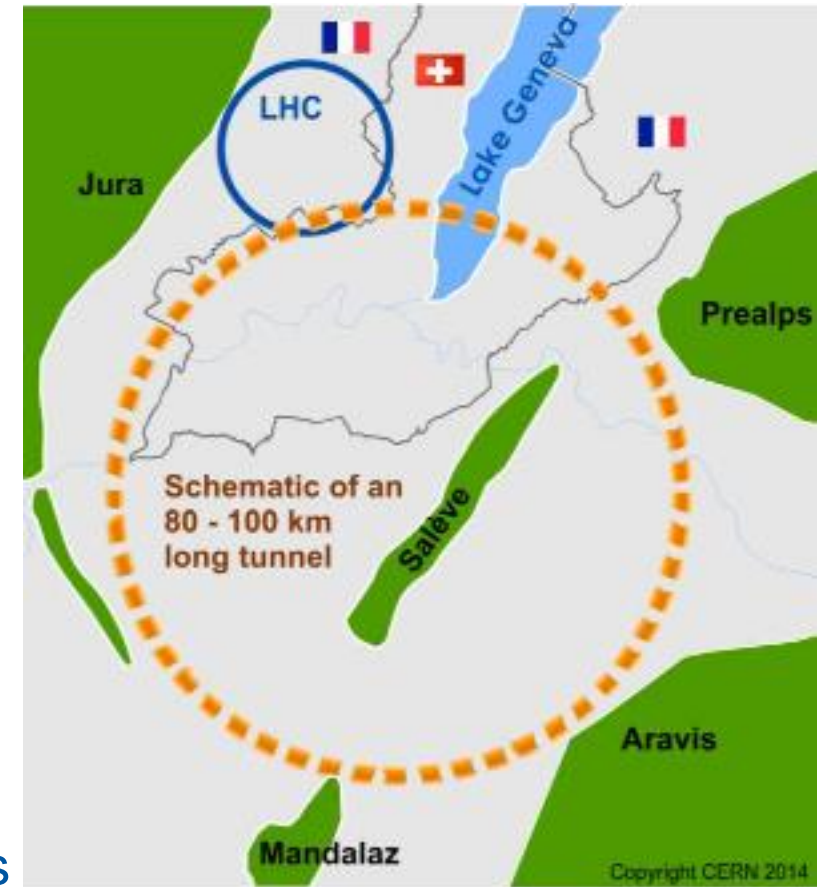 LHC
Lake Geneva
Jura
Prealps
Schematic of an
80 - 100 km
long tunnel
Salève
Aravis
Mandalaz
Copyright CERN 2014
s